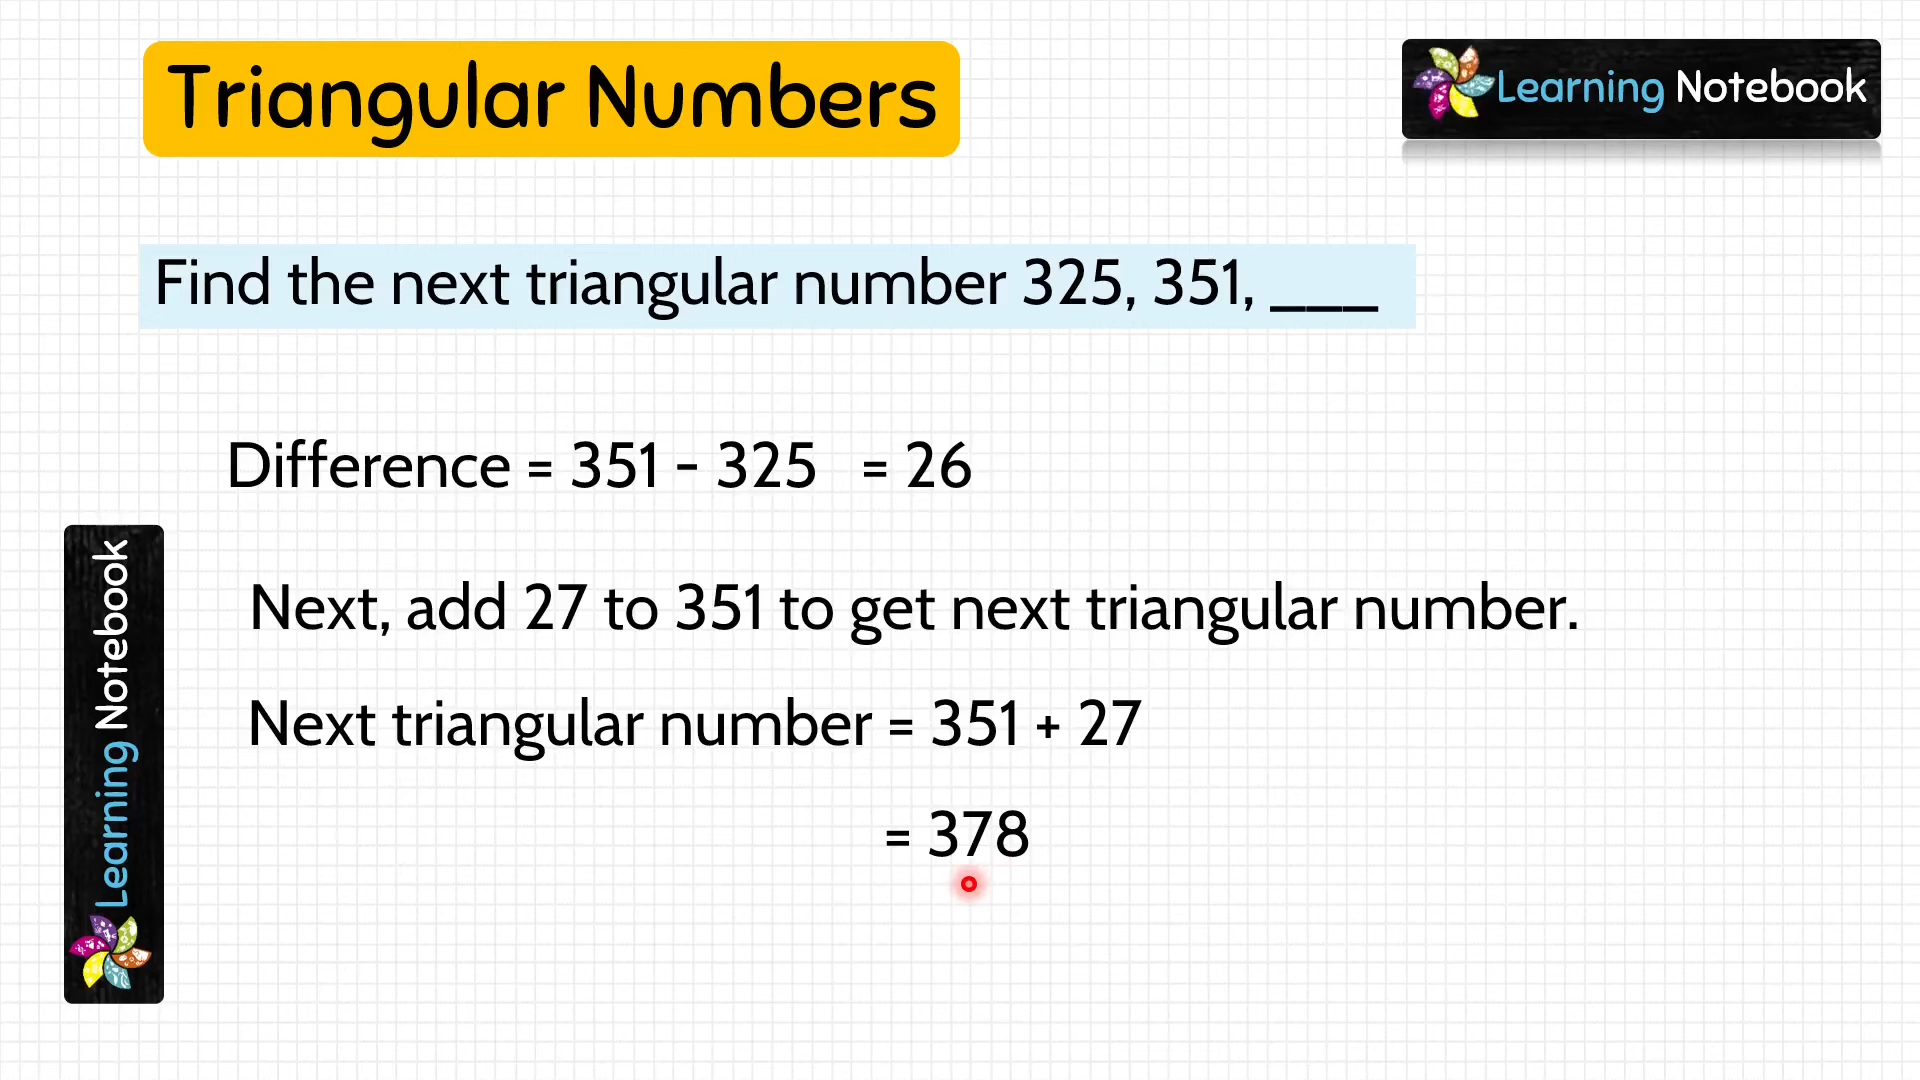 Triangular Numbers
Learning Notebook
Find the next triangular number 325, 351, ___
Difference = 351 - 325 = 26
Next, add 27 to 351 to get next triangular number.
Next triangular number = 351 + 27
= 378
Learning Notebook